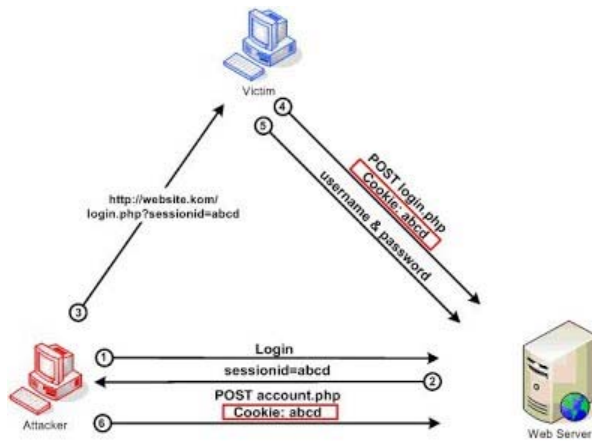 Victim
4
5
POST login.php
Cookie: abcd
username & password
http://website.kom/
login.php?sessionid=abcd
3
1
Login
sessionid=abcd
2
POST account.php
Cookie: abcd
6
Attacker
Web Server